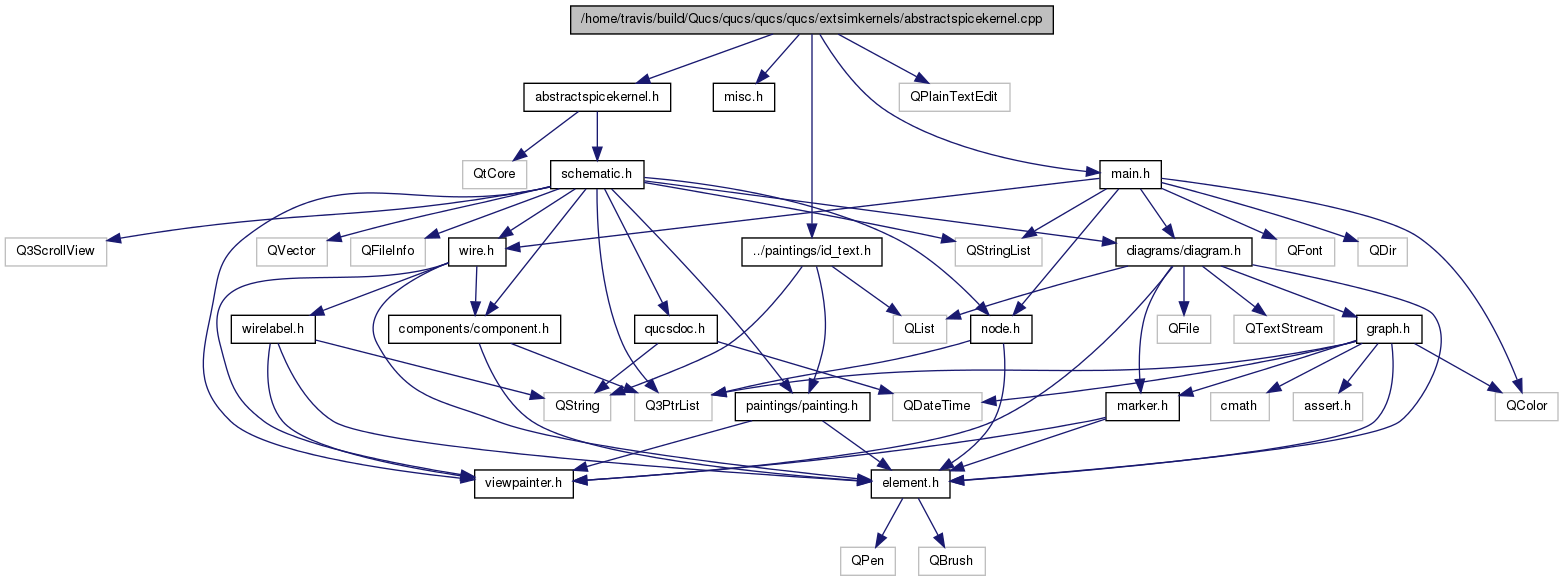 /home/travis/build/Qucs/qucs/qucs/qucs/extsimkernels/abstractspicekernel.cpp
abstractspicekernel.h
misc.h
QPlainTextEdit
QtCore
schematic.h
main.h
Q3ScrollView
QVector
QFileInfo
wire.h
../paintings/id_text.h
QStringList
diagrams/diagram.h
QFont
QDir
wirelabel.h
components/component.h
qucsdoc.h
QList
node.h
QFile
QTextStream
graph.h
QString
Q3PtrList
paintings/painting.h
QDateTime
marker.h
cmath
assert.h
QColor
viewpainter.h
element.h
QPen
QBrush